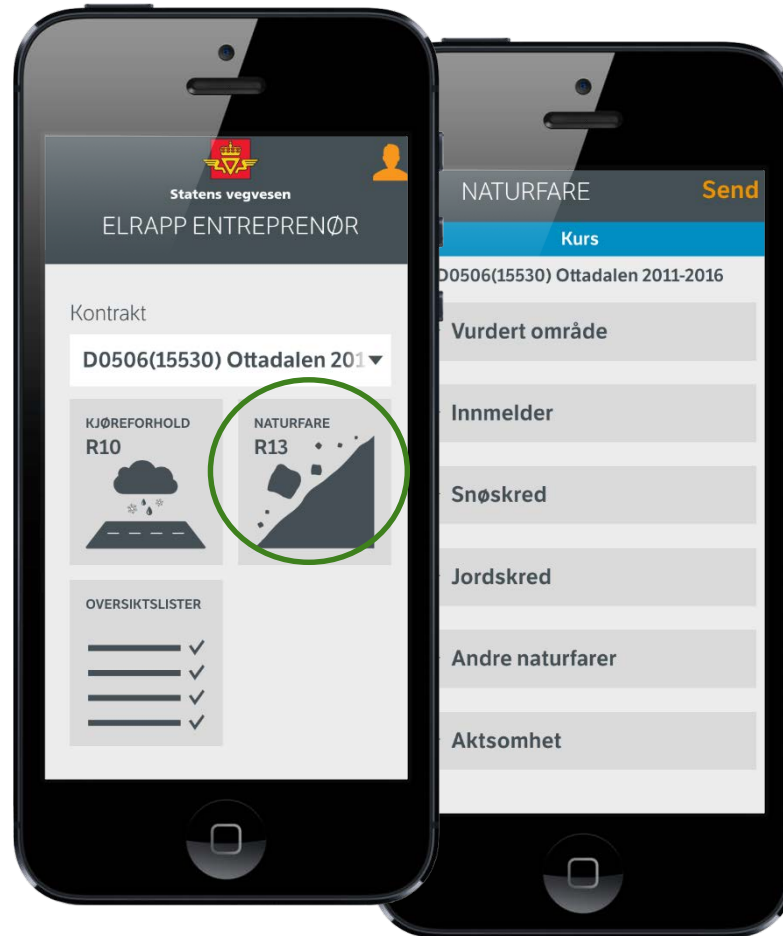 Statens vegvesen
ELRAPP ENTREPRENØR
Kontrakt
D0506(15530) Ottadalen 201
KJØREFORHOLD
R10
NATURFARE
R13
OVERSIKTSLISTER
NATURFARE
Send
Kurs
D0506(15530) Ottadalen 2011-2016
Vurdert område
Innmelder
Snøskred
Jordskred
Andre naturfarer
Aktsomhet